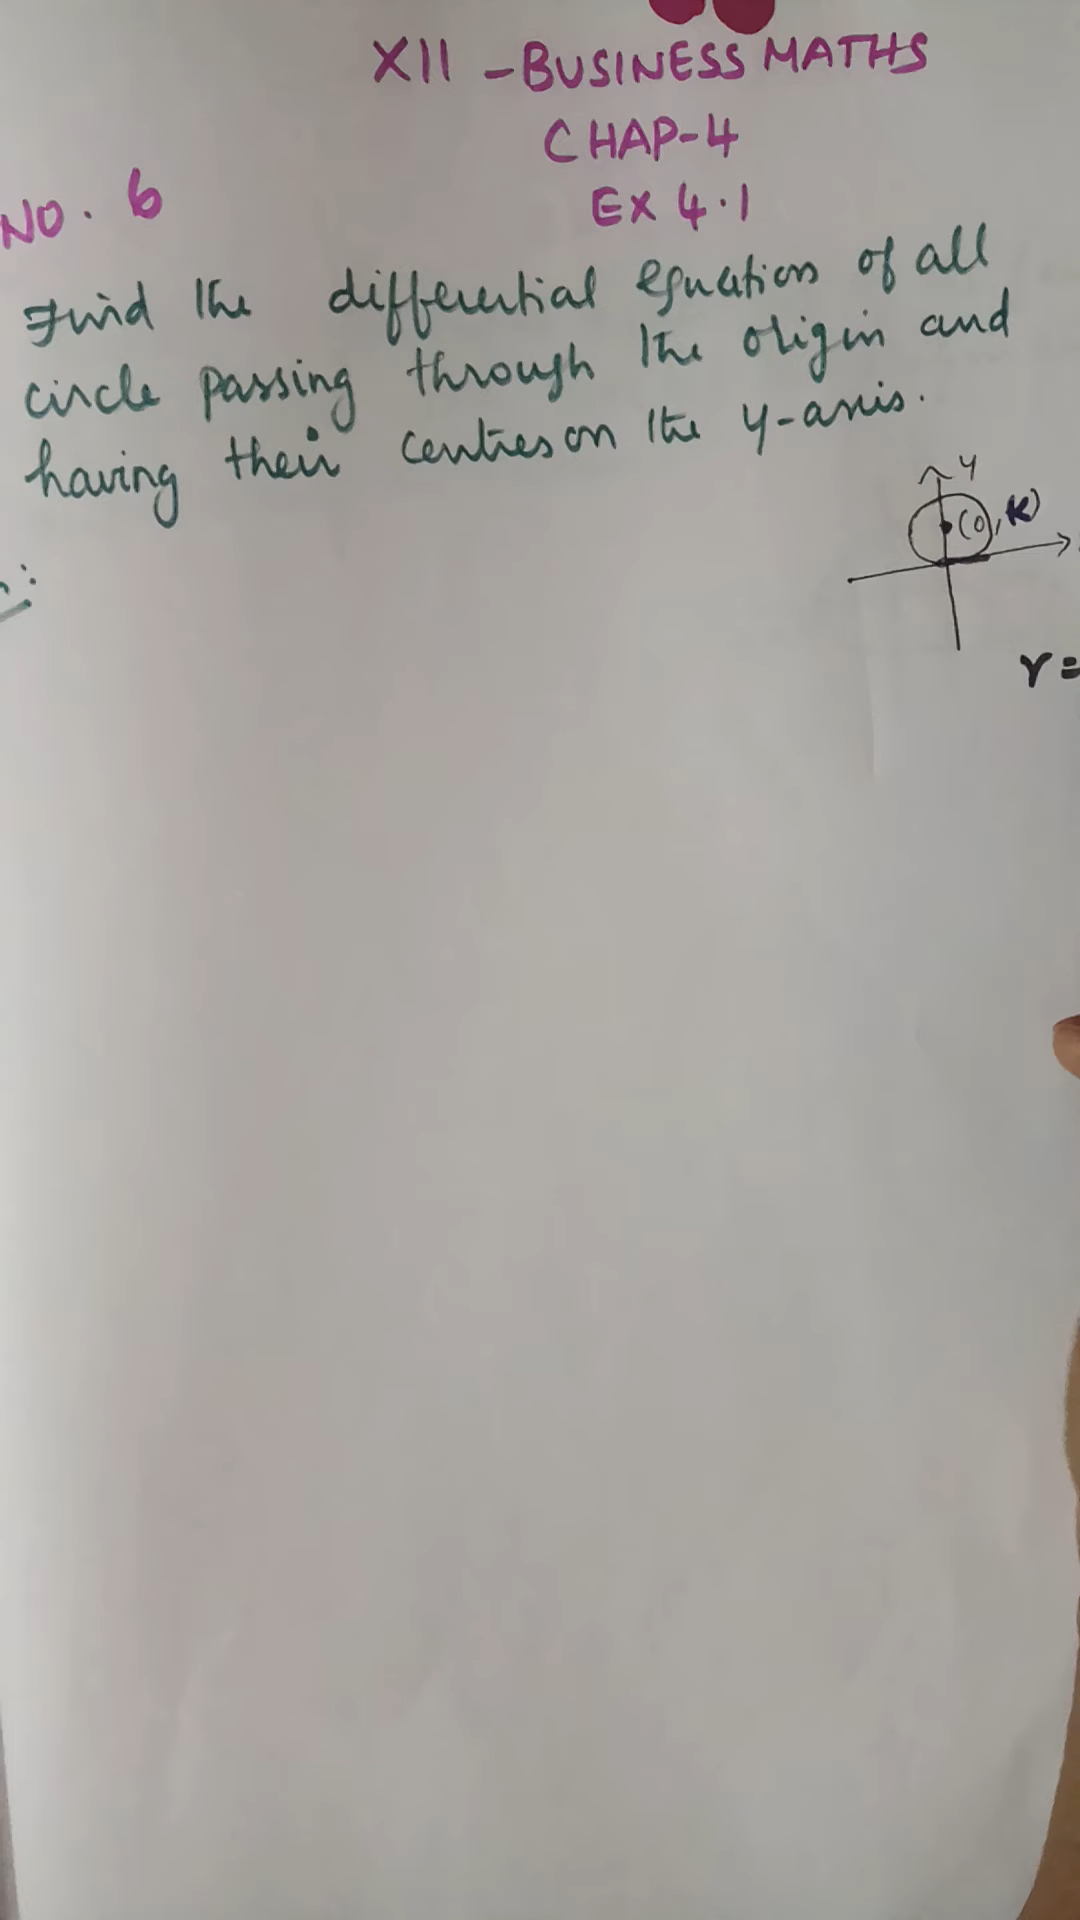 XII - BUSINESS MATHS
CHAP-4
EX 4.1
NO. 6
Find the differential equation of all
circle passing through the origin and
having their centres on the y-axis.
y
(0, K)
r=